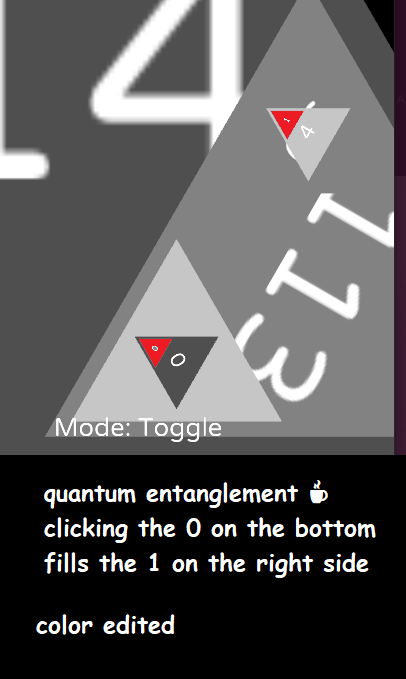 14
1
4
113
0
0
Mode: Toggle
quantum entanglement ☕
clicking the 0 on the bottom
fills the 1 on the right side
color edited